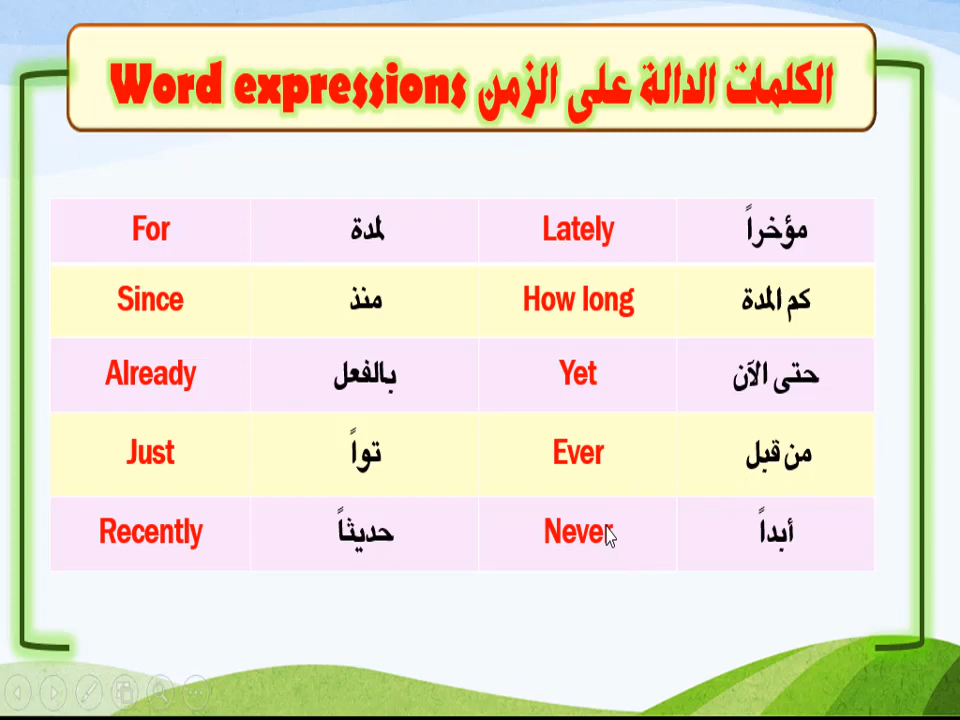 الكلمات الدالة على الزمن Word expressions
For لمدة Lately مؤخراً
Since منذ How long كم المدة
Already بالفعل Yet حتى الآن
Just تواً Ever من قبل
Recently حديثاً Never أبداً